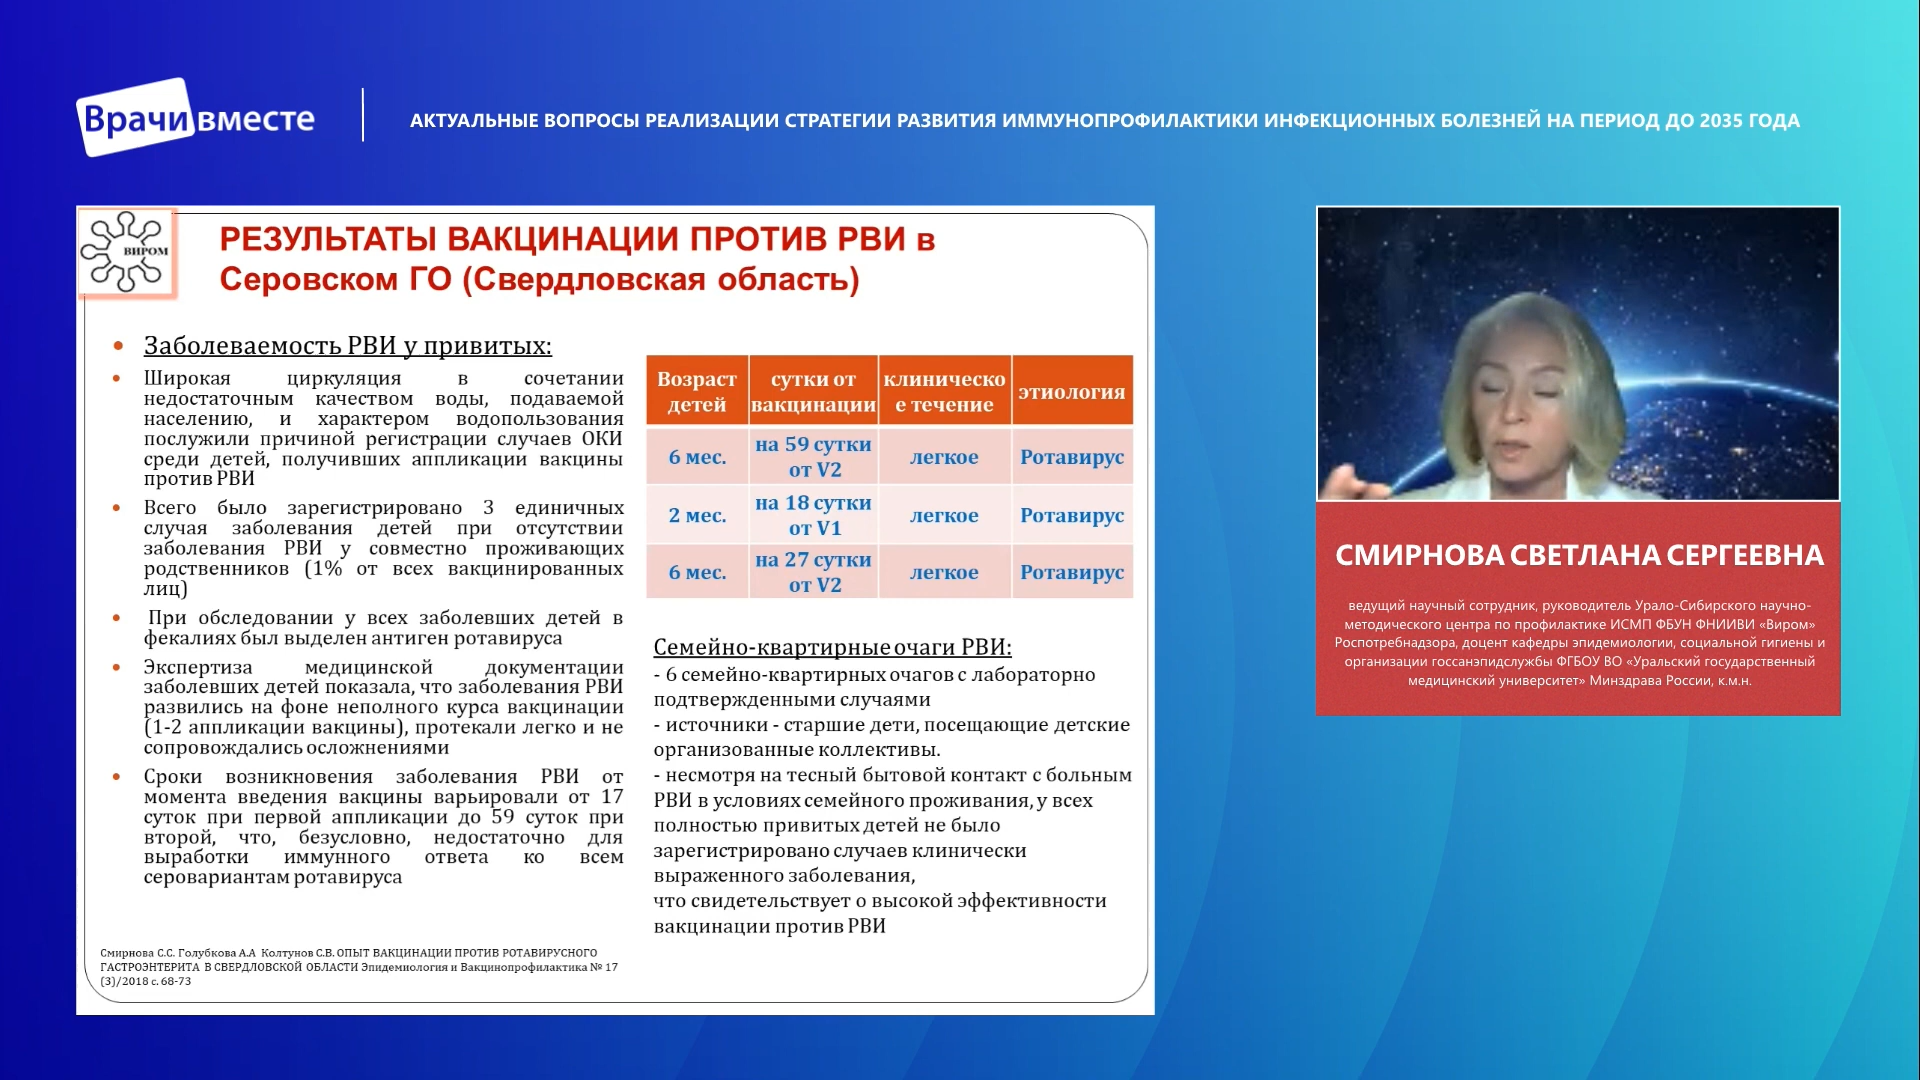 Врачи вместе
АКТУАЛЬНЫЕ ВОПРОСЫ РЕАЛИЗАЦИИ СТРАТЕГИИ РАЗВИТИЯ ИММУНОПРОФИЛАКТИКИ ИНФЕКЦИОННЫХ БОЛЕЗНЕЙ НА ПЕРИОД ДО 2035 ГОДА
ВИРОМ
РЕЗУЛЬТАТЫ ВАКЦИНАЦИИ ПРОТИВ РВИ в
Серовском ГО (Свердловская область)
• Заболеваемость РВИ у привитых:
• Широкая циркуляция в сочетании
недостаточным качеством воды, подаваемой
населению, и характером водопользования
послужили причиной регистрации случаев ОКИ
среди детей, получивших аппликации вакцины
против РВИ
• Всего было зарегистрировано 3 единичных
случая заболевания детей при отсутствии
заболевания РВИ у совместно проживающих
родственников (1% от всех вакцинированных
лиц)
• При обследовании у всех заболевших детей в
фекалиях был выделен антиген ротавируса
• Экспертиза медицинской документации
заболевших детей показала, что заболевания РВИ
развились на фоне неполного курса вакцинации
(1-2 аппликации вакцины), протекали легко и не
сопровождались осложнениями
• Сроки возникновения заболевания РВИ от
момента введения вакцины варьировали от 17
суток при первой аппликации до 59 суток при
второй, что, безусловно, недостаточно для
выработки иммунного ответа ко всем
серовариантам ротавируса
Смирнова С.С. Голубкова А.А Колтунов С.В. ОПЫТ ВАКЦИНАЦИИ ПРОТИВ РОТАВИРУСНОГО
ГАСТРОЭНТЕРИТА В СВЕРДЛОВСКОЙ ОБЛАСТИ Эпидемиология и Вакцинопрофилактика № 17
(3)/2018 с. 68-73
Возраст детей | сутки от вакцинации | клиническо е течение | этиология
6 мес. | на 59 сутки от V2 | легкое | Ротавирус
2 мес. | на 18 сутки от V1 | легкое | Ротавирус
6 мес. | на 27 сутки от V2 | легкое | Ротавирус
Семейно-квартирные очаги РВИ:
- 6 семейно-квартирных очагов с лабораторно
подтвержденными случаями
- источники - старшие дети, посещающие детские
организованные коллективы.
- несмотря на тесный бытовой контакт с больным
РВИ в условиях семейного проживания, у всех
полностью привитых детей не было
зарегистрировано случаев клинически
выраженного заболевания,
что свидетельствует о высокой эффективности
вакцинации против РВИ
СМИРНОВА СВЕТЛАНА СЕРГЕЕВНА
ведущий научный сотрудник, руководитель Урало-Сибирского научно-
методического центра по профилактике ИСМП ФБУН ФНИИВИ «Виром»
Роспотребнадзора, доцент кафедры эпидемиологии, социальной гигиены и
организации госсанэпидслужбы ФГБОУ ВО «Уральский государственный
медицинский университет» Минздрава России, к.м.н.